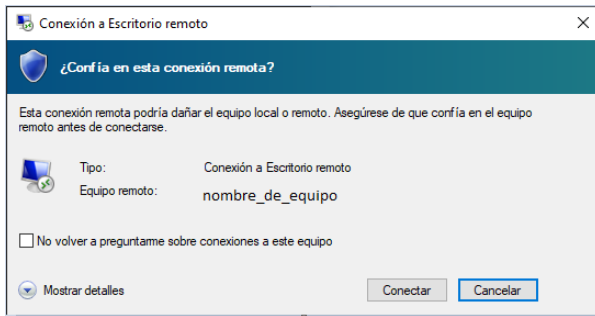 Conexión a Escritorio remoto
¿Confía en esta conexión remota?
Esta conexión remota podría dañar el equipo local o remoto. Asegúrese de que confía en el equipo
remoto antes de conectarse.
Tipo: Conexión a Escritorio remoto
Equipo remoto: nombre_de_equipo
No volver a preguntarme sobre conexiones a este equipo
Mostrar detalles Conectar Cancelar